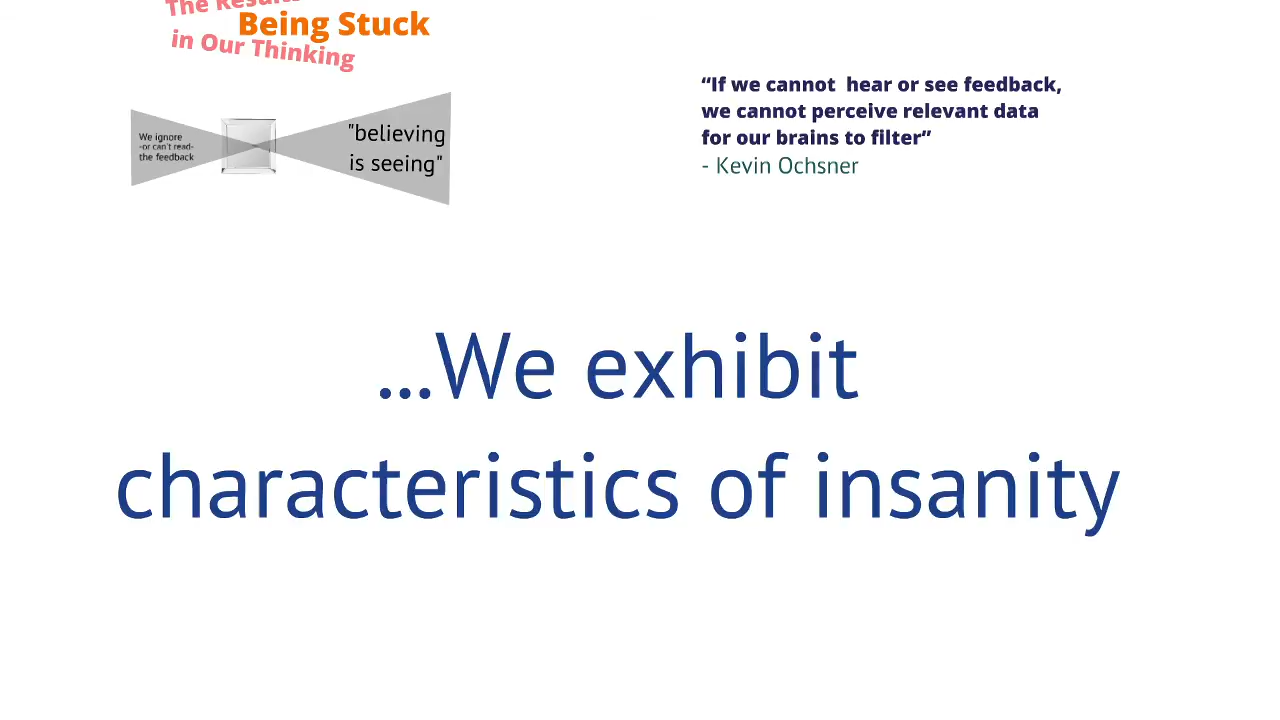 The Results
Being Stuck
in Our Thinking
We ignore
-or can't read-
the feedback
"believing
is seeing"
“If we cannot  hear or see feedback,
we cannot perceive relevant data
for our brains to filter”
- Kevin Ochsner
...We exhibit
characteristics of insanity